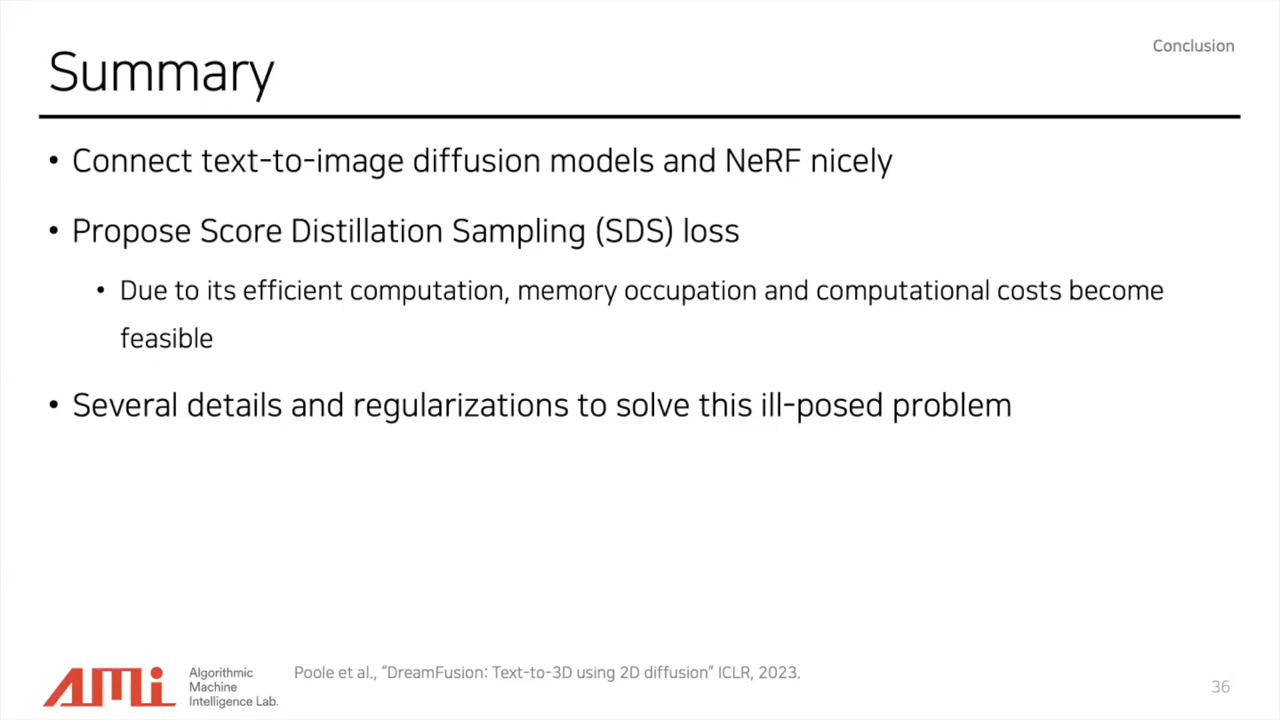 Conclusion
Summary
• Connect text-to-image diffusion models and NeRF nicely
• Propose Score Distillation Sampling (SDS) loss
• Due to its efficient computation, memory occupation and computational costs become
feasible
• Several details and regularizations to solve this ill-posed problem
AMi
Algorithmic
Machine
Intelligence Lab.
Poole et al., “DreamFusion: Text-to-3D using 2D diffusion” ICLR, 2023.
36